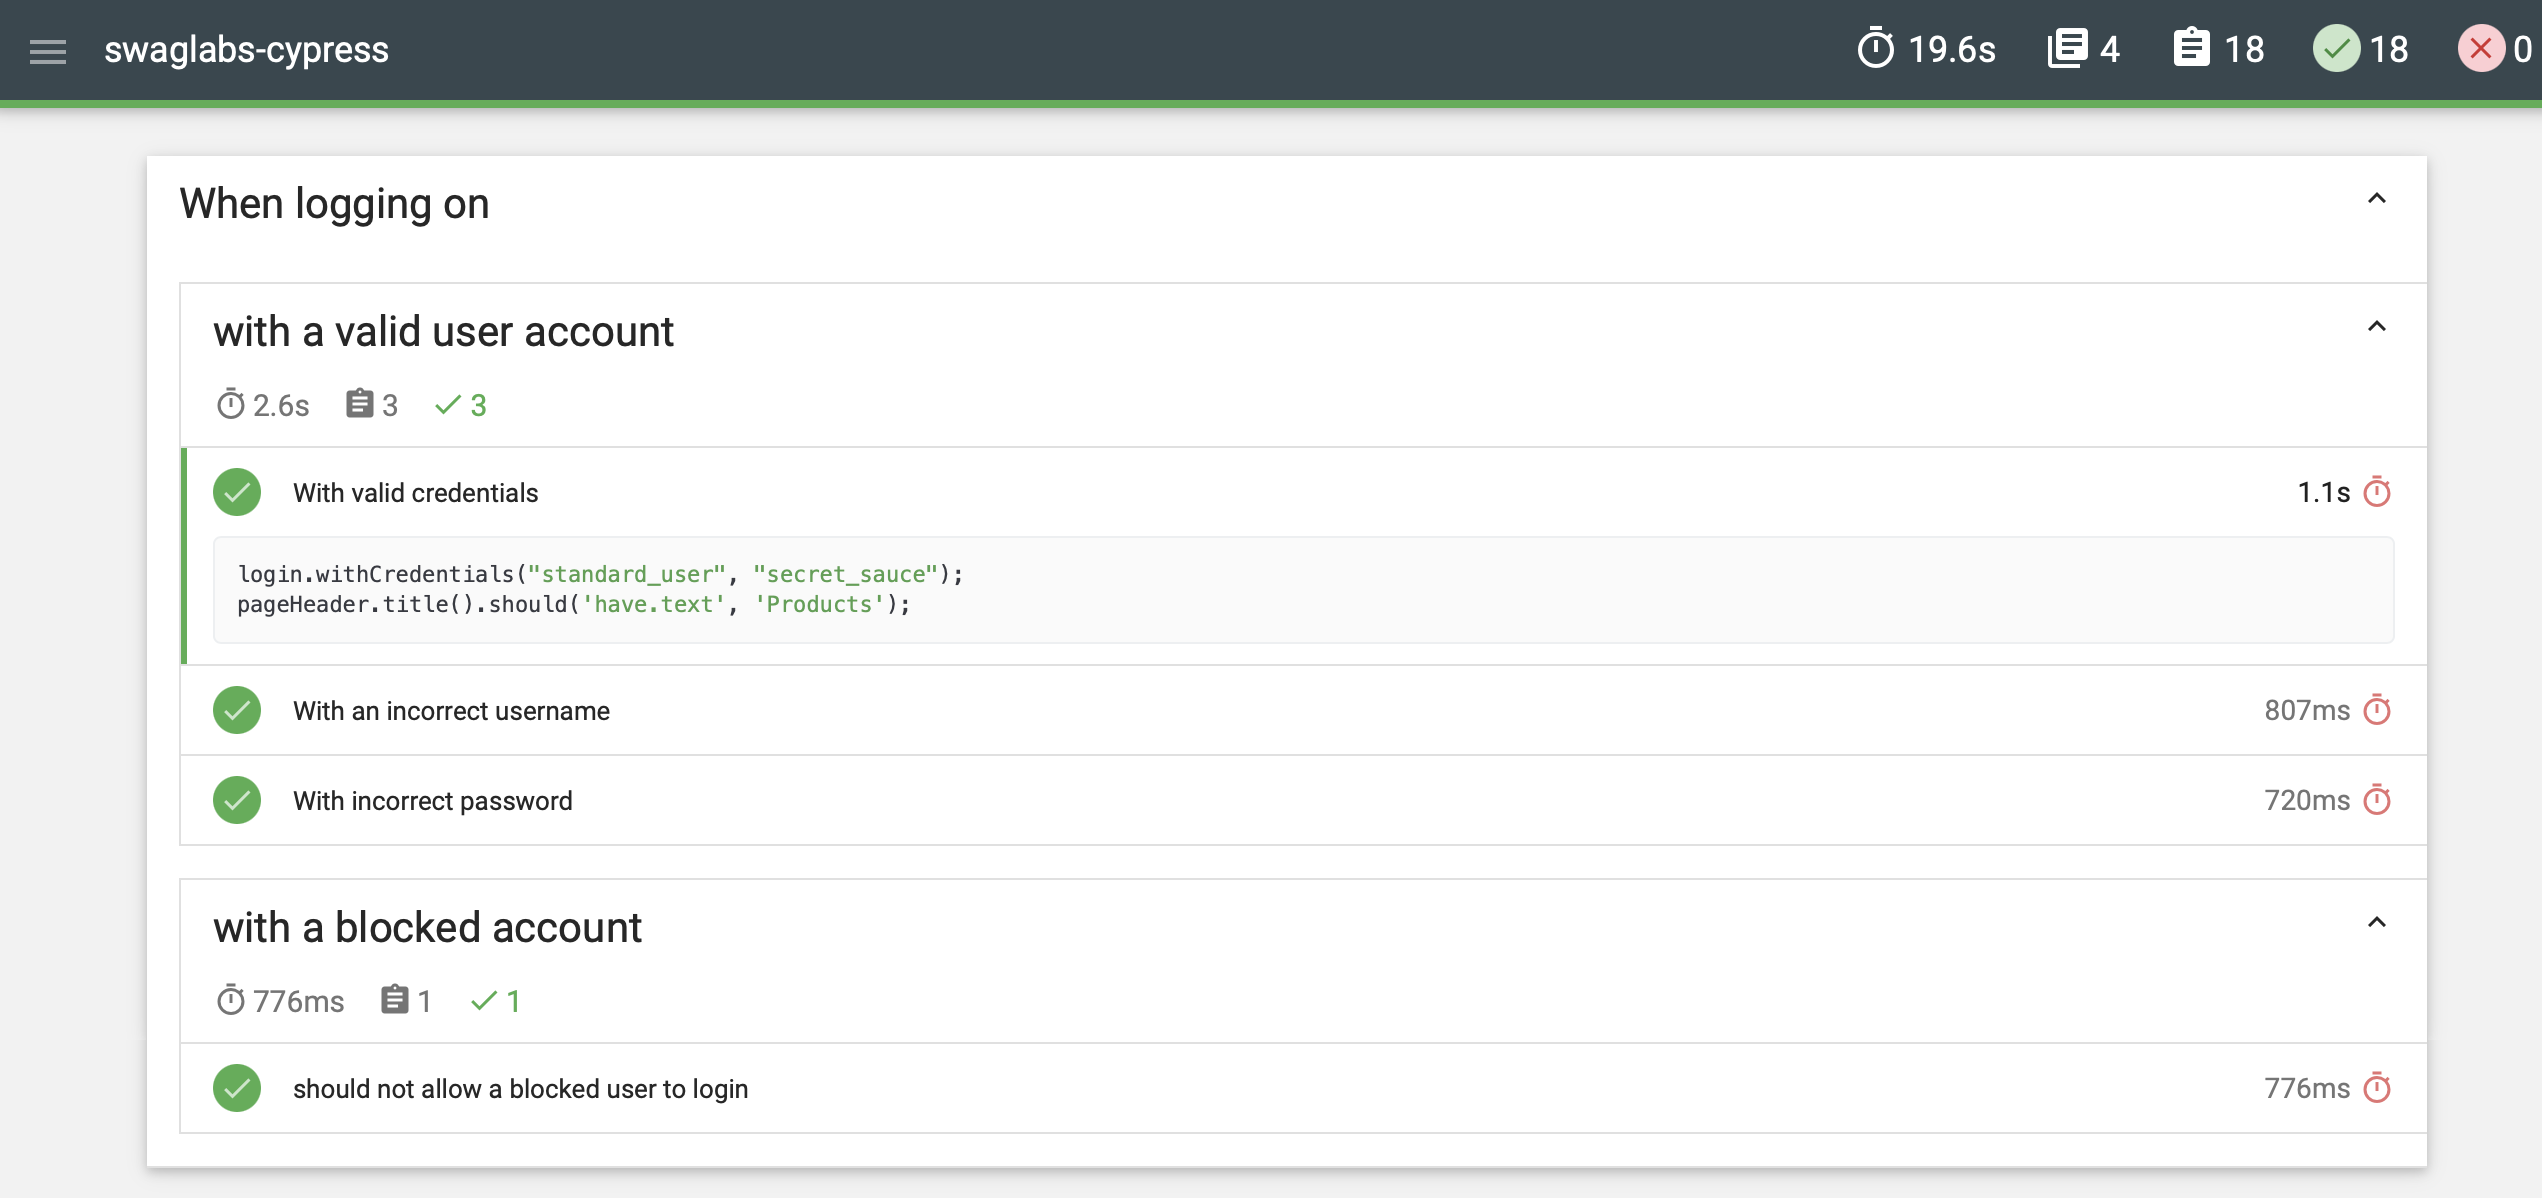 swaglabs-cypress 19.6s 4 18 18 0
When logging on
with a valid user account
2.6s 3 3
With valid credentials 1.1s
login.withCredentials("standard_user", "secret_sauce");
pageHeader.title().should('have.text', 'Products');
With an incorrect username 807ms
With incorrect password 720ms
with a blocked account
776ms 1 1
should not allow a blocked user to login 776ms